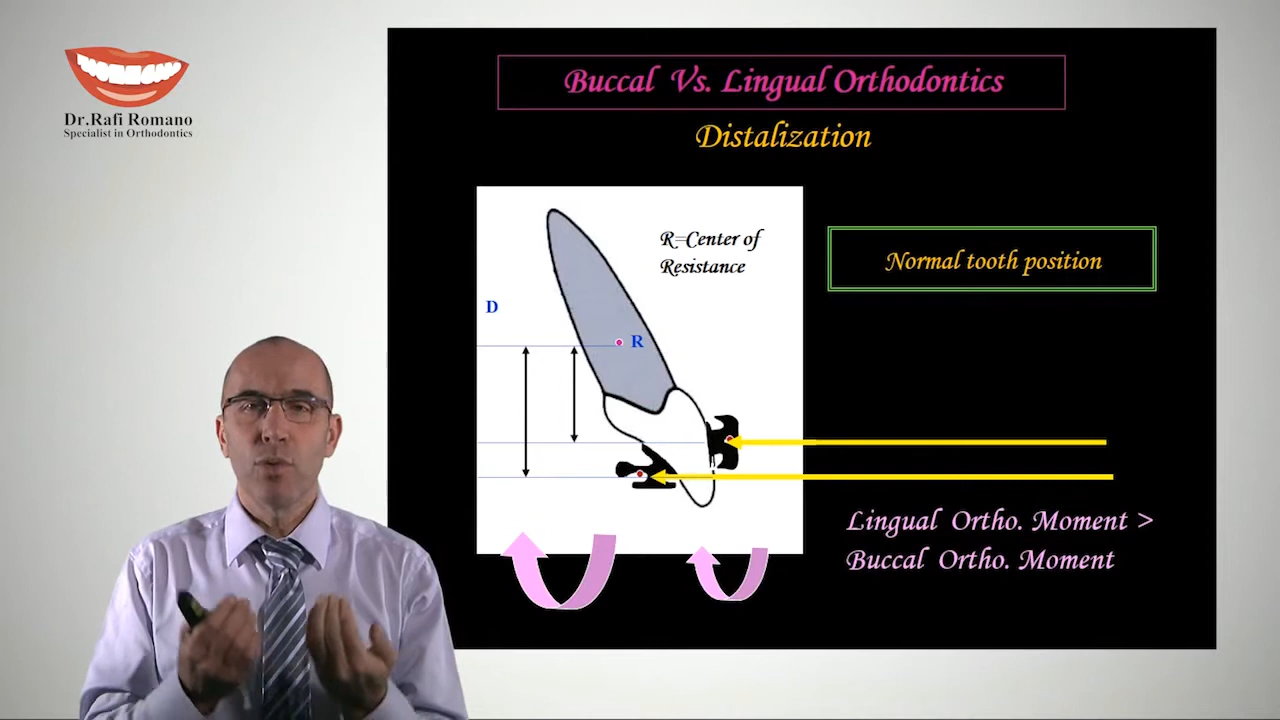 Dr.Rafi Romano
Specialist in Orthodontics
Buccal Vs. Lingual Orthodontics
Distalization
R=Center of
Resistance
Normal tooth position
D
R
Lingual Ortho. Moment >
Buccal Ortho. Moment